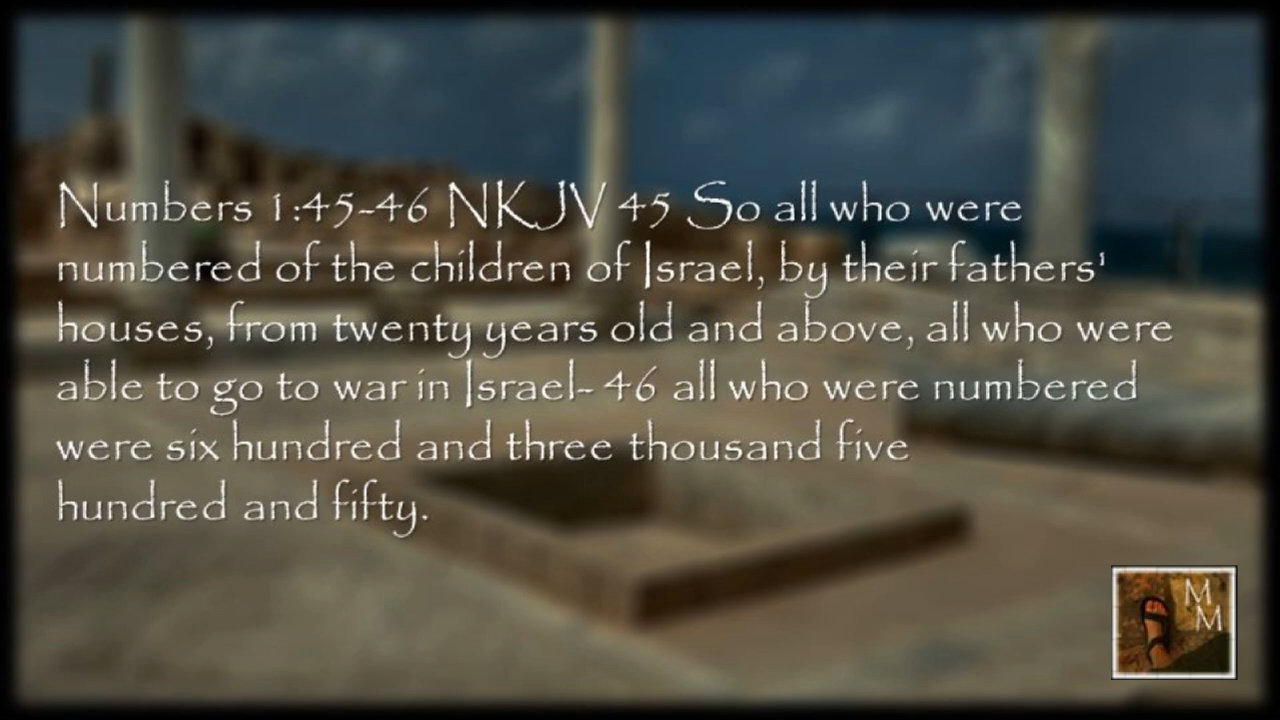 Numbers 1:45-46 NKJV 45 So all who were
numbered of the children of Israel, by their fathers'
houses, from twenty years old and above, all who were
able to go to war in Israel- 46 all who were numbered
were six hundred and three thousand five
hundred and fifty.
M
M